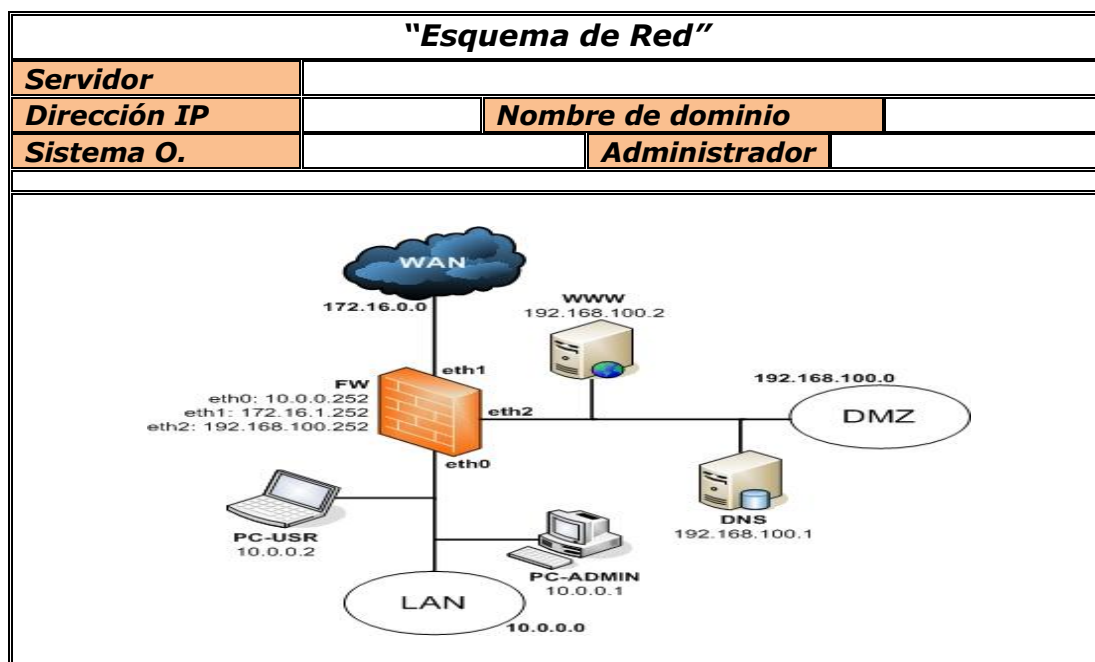 “Esquema de Red”
Servidor
Dirección IP
Nombre de dominio
Sistema O.
Administrador
WAN
172.16.0.0
WWW
192.168.100.2
eth1
FW
eth0: 10.0.0.252
eth1: 172.16.1.252
eth2: 192.168.100.252
eth2
192.168.100.0
DMZ
eth0
DNS
192.168.100.1
PC-USR
10.0.0.2
PC-ADMIN
10.0.0.1
LAN
10.0.0.0